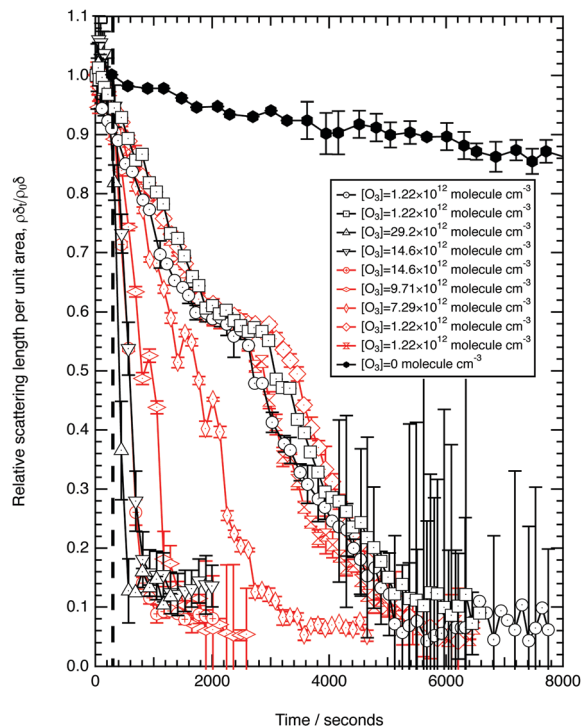 1.1
1.0
0.9
0.8
0.7
0.6
0.5
0.4
0.3
0.2
0.1
0.0
Relative scattering length per unit area, ρδt/ρ0δ
[O3]=1.22×10^12 molecule cm^-3
[O3]=1.22×10^12 molecule cm^-3
[O3]=29.2×10^12 molecule cm^-3
[O3]=14.6×10^12 molecule cm^-3
[O3]=14.6×10^12 molecule cm^-3
[O3]=9.71×10^12 molecule cm^-3
[O3]=7.29×10^12 molecule cm^-3
[O3]=1.22×10^12 molecule cm^-3
[O3]=1.22×10^12 molecule cm^-3
[O3]=0 molecule cm^-3
0 2000 4000 6000 8000
Time / seconds